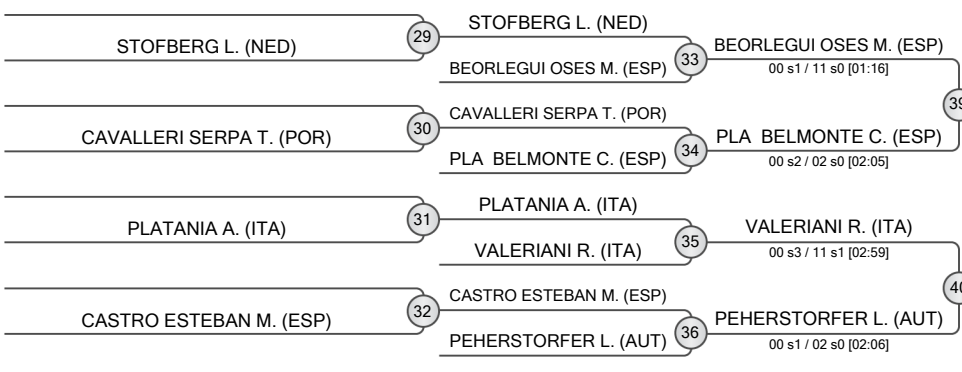 STOFBERG L. (NED)
29
STOFBERG L. (NED)
BEORLEGUI OSES M. (ESP)
33
BEORLEGUI OSES M. (ESP)
00 s1 / 11 s0 [01:16]
39
CAVALLERI SERPA T. (POR)
30
CAVALLERI SERPA T. (POR)
PLA BELMONTE C. (ESP)
34
PLA BELMONTE C. (ESP)
00 s2 / 02 s0 [02:05]
PLATANIA A. (ITA)
31
PLATANIA A. (ITA)
VALERIANI R. (ITA)
35
VALERIANI R. (ITA)
00 s3 / 11 s1 [02:59]
40
CASTRO ESTEBAN M. (ESP)
32
CASTRO ESTEBAN M. (ESP)
PEHERSTORFER L. (AUT)
36
PEHERSTORFER L. (AUT)
00 s1 / 02 s0 [02:06]